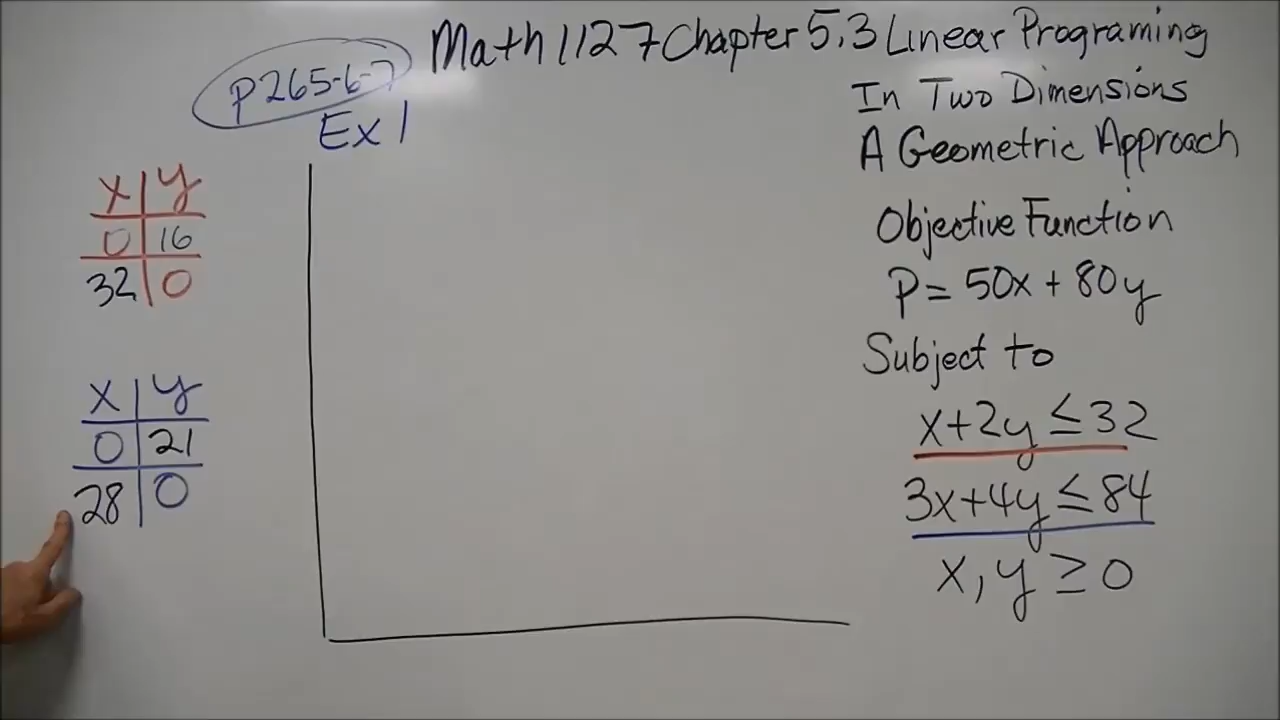 Math 1127 Chapter 5.3 Linear Programing
In Two Dimensions
A Geometric Approach
p 265-6-7
Ex 1
x | y
0 | 16
32 | 0
x | y
0 | 21
28 | 0
Objective Function
P = 50x + 80y
Subject to
x + 2y ≤ 32
3x + 4y ≤ 84
x, y ≥ 0